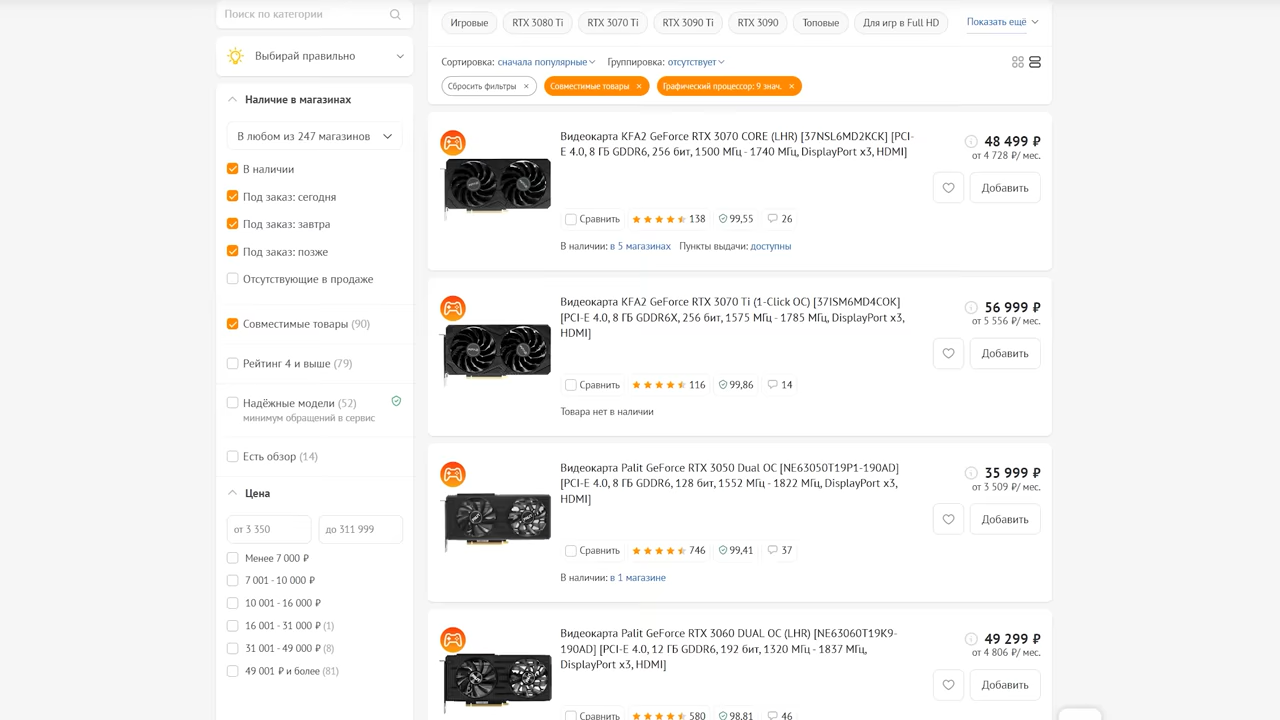 Поиск по категории
Выбирай правильно
Наличие в магазинах
В любом из 247 магазинов
В наличии
Под заказ: сегодня
Под заказ: завтра
Под заказ: позже
Отсутствующие в продаже
Совместимые товары (90)
Рейтинг 4 и выше (79)
Надёжные модели (52)
минимум обращений в сервис
Есть обзор (14)
Цена
от 3 350 до 311 999
Менее 7 000 ₽
7 001 - 10 000 ₽
10 001 - 16 000 ₽
16 001 - 31 000 ₽ (1)
31 001 - 49 000 ₽ (8)
49 001 ₽ и более (81)
Игровые RTX 3080 Ti RTX 3070 Ti RTX 3090 Ti RTX 3090 Топовые Для игр в Full HD Показать ещё
Сортировка: сначала популярные Группировка: отсутствует
Сбросить фильтры × Совместимые товары × Графический процессор: 9 знач. ×
Видеокарта KFA2 GeForce RTX 3070 CORE (LHR) [37NSL6MD2KCK] [PCI-
E 4.0, 8 ГБ GDDR6, 256 бит, 1500 МГц - 1740 МГц, DisplayPort x3, HDMI]
48 499 ₽
от 4 728 ₽/ мес.
Добавить
Сравнить 138 99,55 26
В наличии: в 5 магазинах Пункты выдачи: доступны
Видеокарта KFA2 GeForce RTX 3070 Ti (1-Click OC) [37ISM6MD4COK]
[PCI-E 4.0, 8 ГБ GDDR6X, 256 бит, 1575 МГц - 1785 МГц, DisplayPort x3,
HDMI]
56 999 ₽
от 5 556 ₽/ мес.
Добавить
Сравнить 116 99,86 14
Товара нет в наличии
Видеокарта Palit GeForce RTX 3050 Dual OC [NE63050T19P1-190AD]
[PCI-E 4.0, 8 ГБ GDDR6, 128 бит, 1552 МГц - 1822 МГц, DisplayPort x3,
HDMI]
35 999 ₽
от 3 509 ₽/ мес.
Добавить
Сравнить 746 99,41 37
В наличии: в 1 магазине
Видеокарта Palit GeForce RTX 3060 DUAL OC (LHR) [NE63060T19K9-
190AD] [PCI-E 4.0, 12 ГБ GDDR6, 192 бит, 1320 МГц - 1837 МГц,
DisplayPort x3, HDMI]
49 299 ₽
от 4 806 ₽/ мес.
Добавить
Сравнить 580 98,81 46